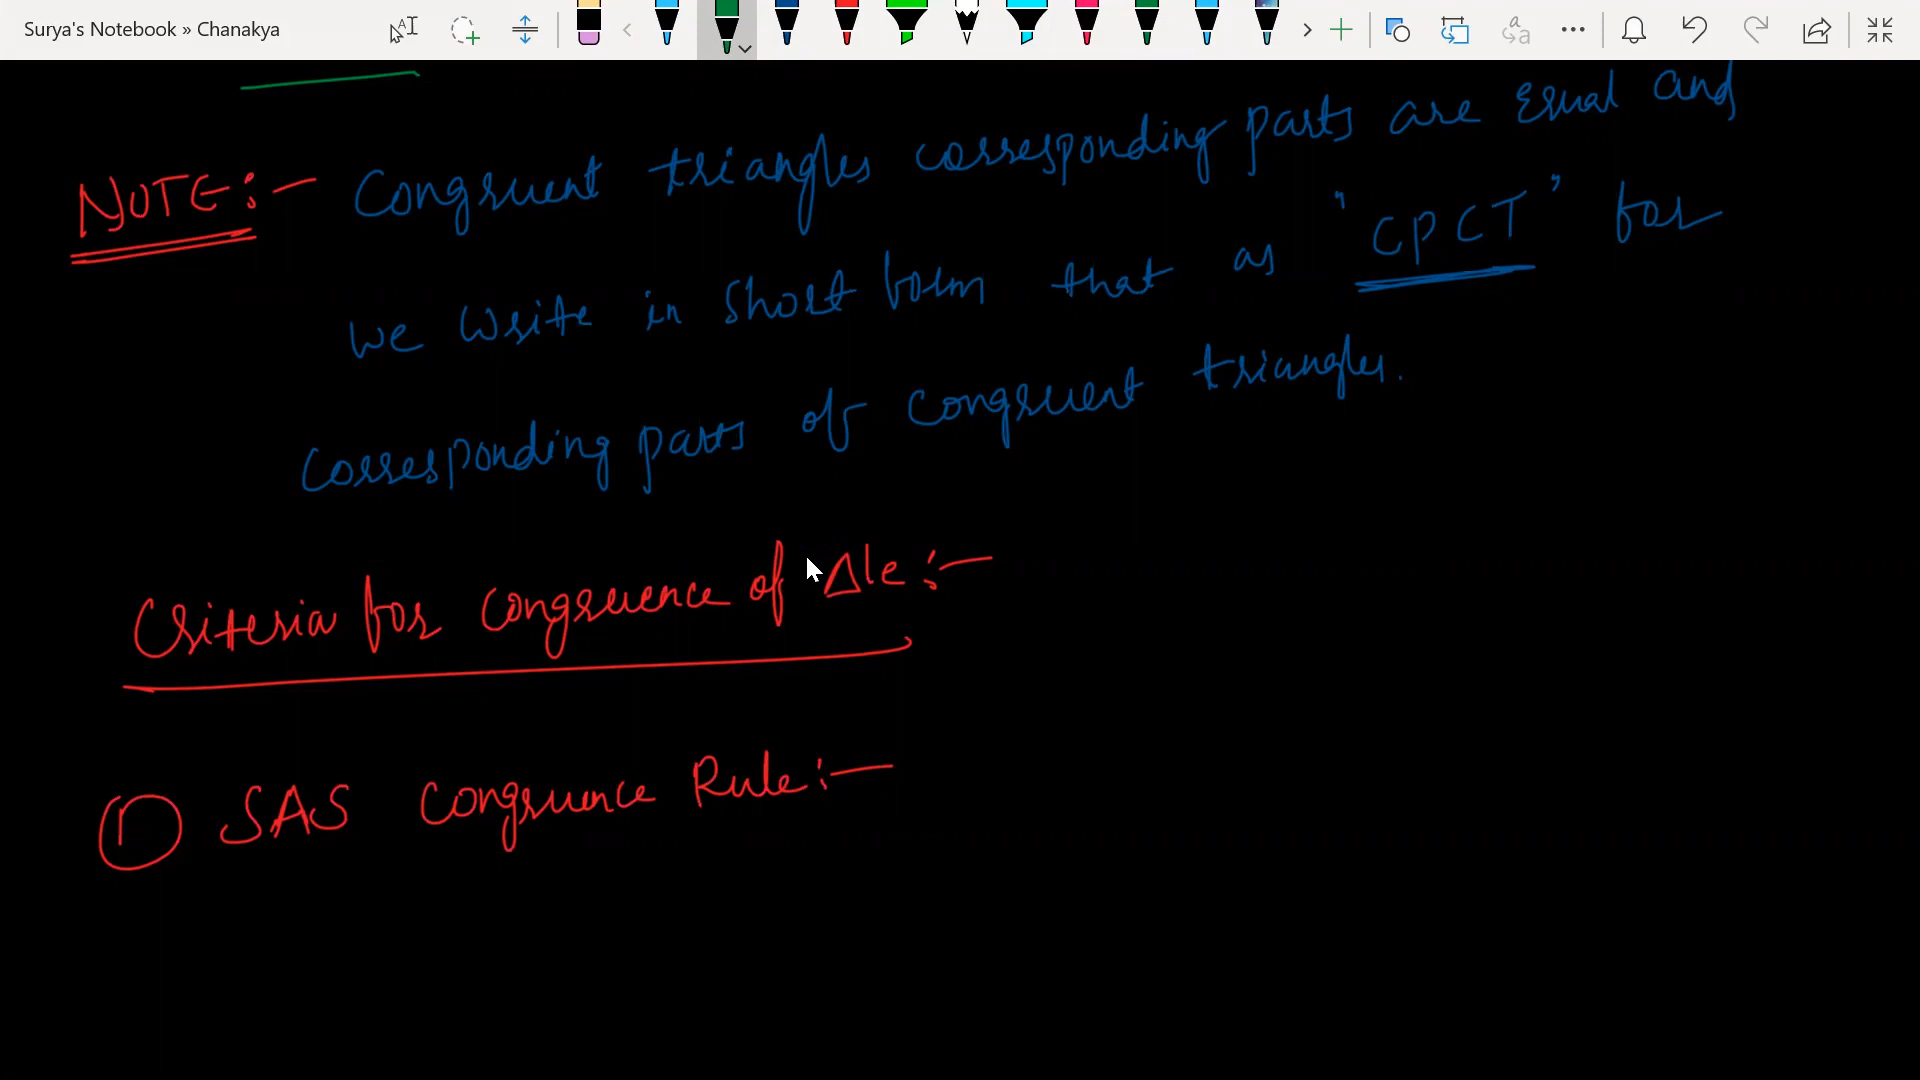 Surya's Notebook » Chanakya
NOTE:- Congruent triangles corresponding parts are equal and
we write in short form that as "CPCT" for
corresponding parts of congruent triangles.
Criteria for congruence of Δle :-
① SAS congruence Rule:-